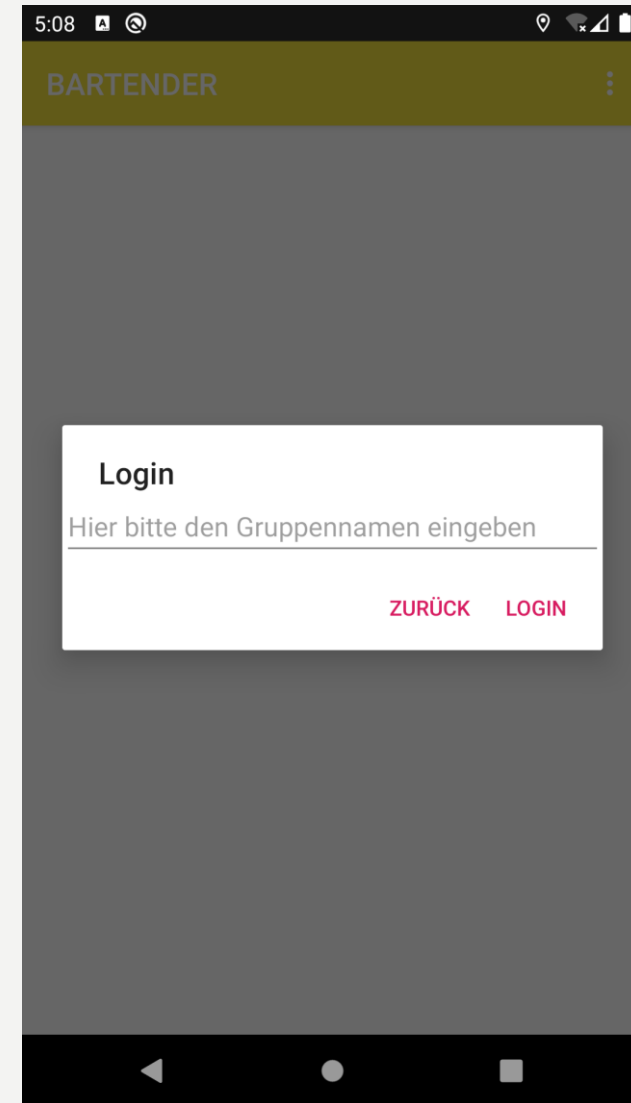 5:08
BARTENDER
Login
Hier bitte den Gruppennamen eingeben
ZURÜCK LOGIN